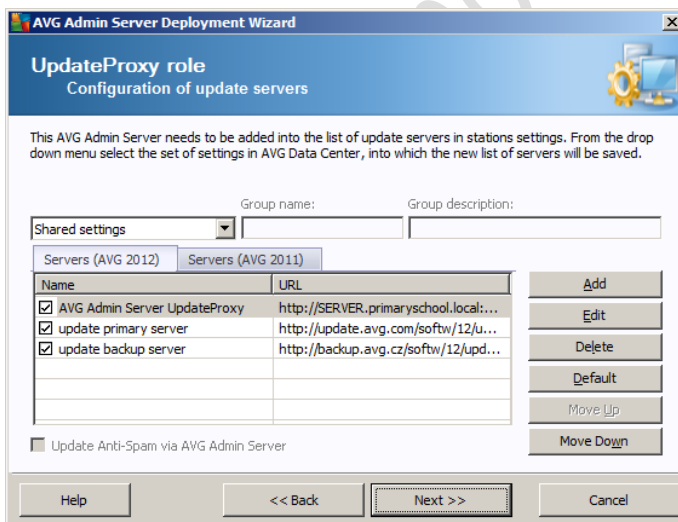 AVG Admin Server Deployment Wizard
UpdateProxy role
Configuration of update servers
This AVG Admin Server needs to be added into the list of update servers in stations settings. From the drop
down menu select the set of settings in AVG Data Center, into which the new list of servers will be saved.
Group name: Group description:
Shared settings
Servers (AVG 2012) Servers (AVG 2011)
Name URL
AVG Admin Server UpdateProxy http://SERVER.primaryschool.local:...
update primary server http://update.avg.com/softw/12/u...
update backup server http://backup.avg.cz/softw/12/upd...
Add
Edit
Delete
Default
Move Up
Move Down
Update Anti-Spam via AVG Admin Server
Help << Back Next >> Cancel